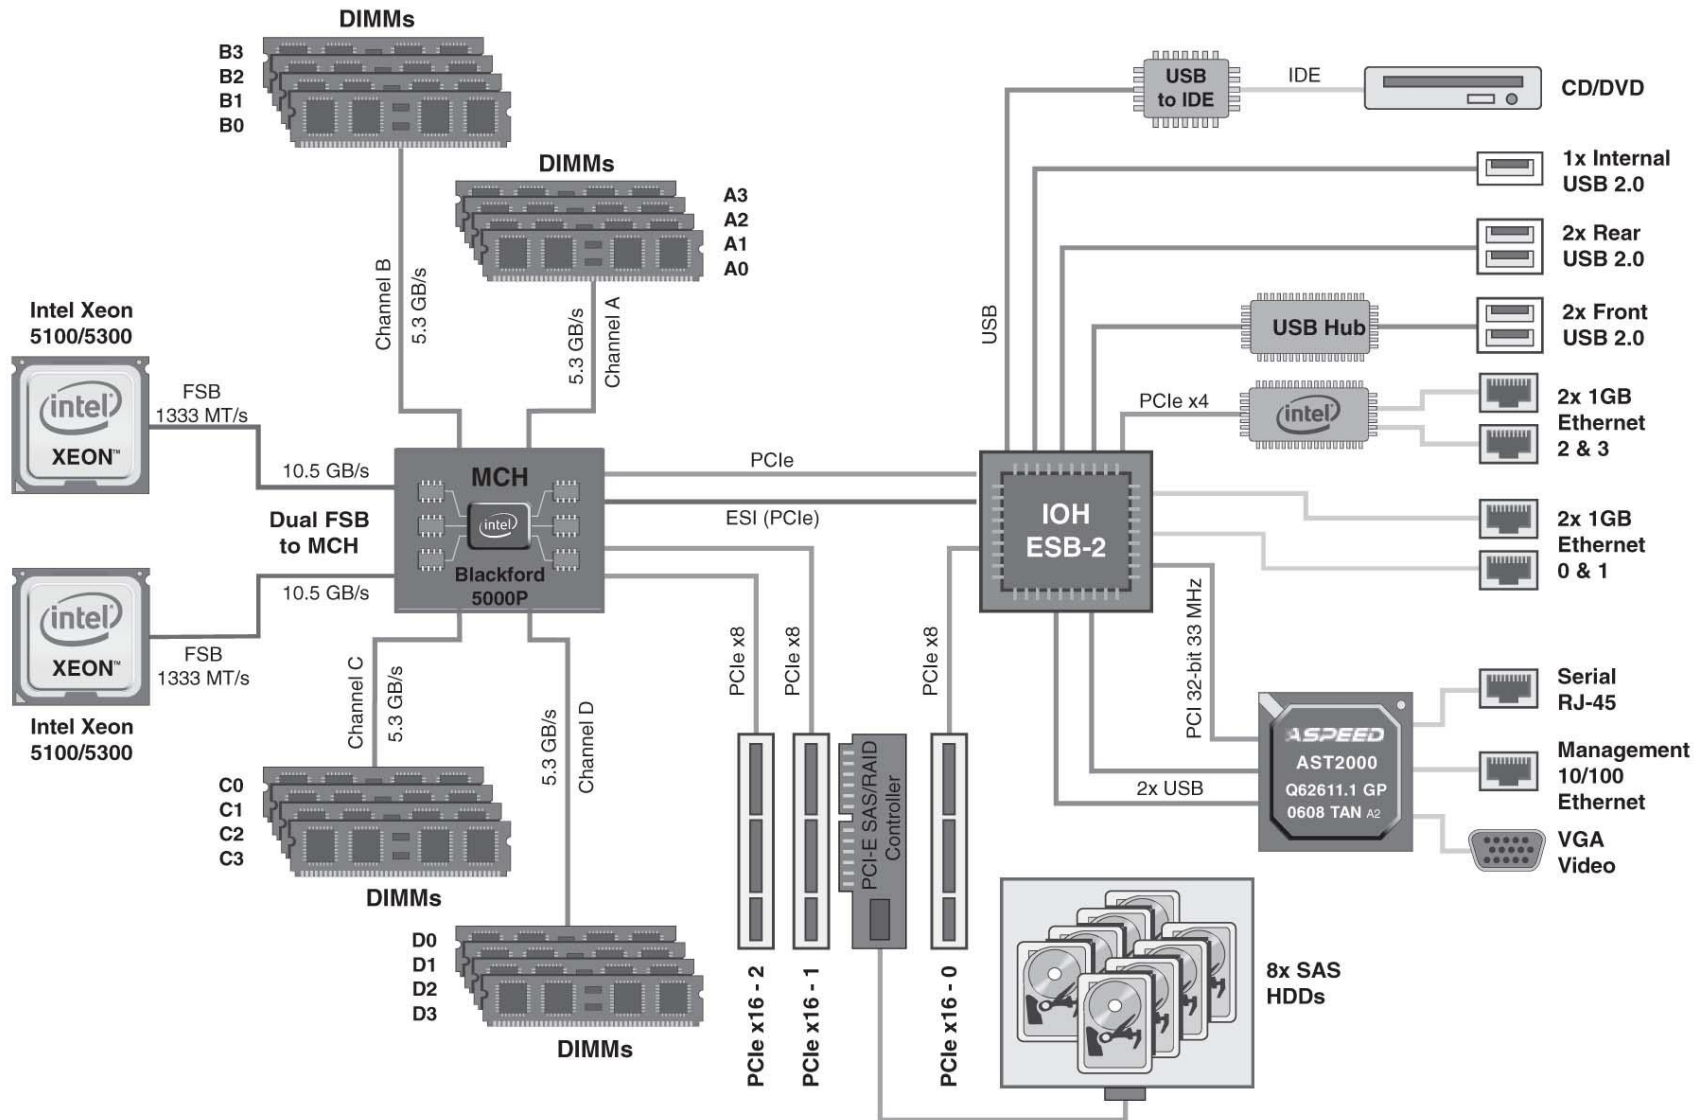 DIMMs
B3
B2
B1
B0
DIMMs
A3
A2
A1
A0
Channel B
5.3 GB/s
5.3 GB/s
Channel A
Intel Xeon
5100/5300
intel
XEON™
FSB
1333 MT/s
10.5 GB/s
Dual FSB
to MCH
10.5 GB/s
intel
XEON™
FSB
1333 MT/s
Intel Xeon
5100/5300
MCH
intel
Blackford
5000P
Channel C
5.3 GB/s
5.3 GB/s
Channel D
C0
C1
C2
C3
DIMMs
D0
D1
D2
D3
DIMMs
PCIe
ESI (PCIe)
PCIe x8
PCIe x8
PCIe x8
PCIe x16 - 2
PCIe x16 - 1
PCI-E SAS/RAID
Controller
PCIe x16 - 0
8x SAS
HDDs
IOH
ESB-2
USB
USB
to IDE
IDE
CD/DVD
1x Internal
USB 2.0
2x Rear
USB 2.0
USB Hub
2x Front
USB 2.0
PCIe x4
intel
2x 1GB
Ethernet
2 & 3
2x 1GB
Ethernet
0 & 1
PCI 32-bit 33 MHz
2x USB
ASPEED
AST2000
Q62611.1 GP
0608 TAN A2
Serial
RJ-45
Management
10/100
Ethernet
VGA
Video